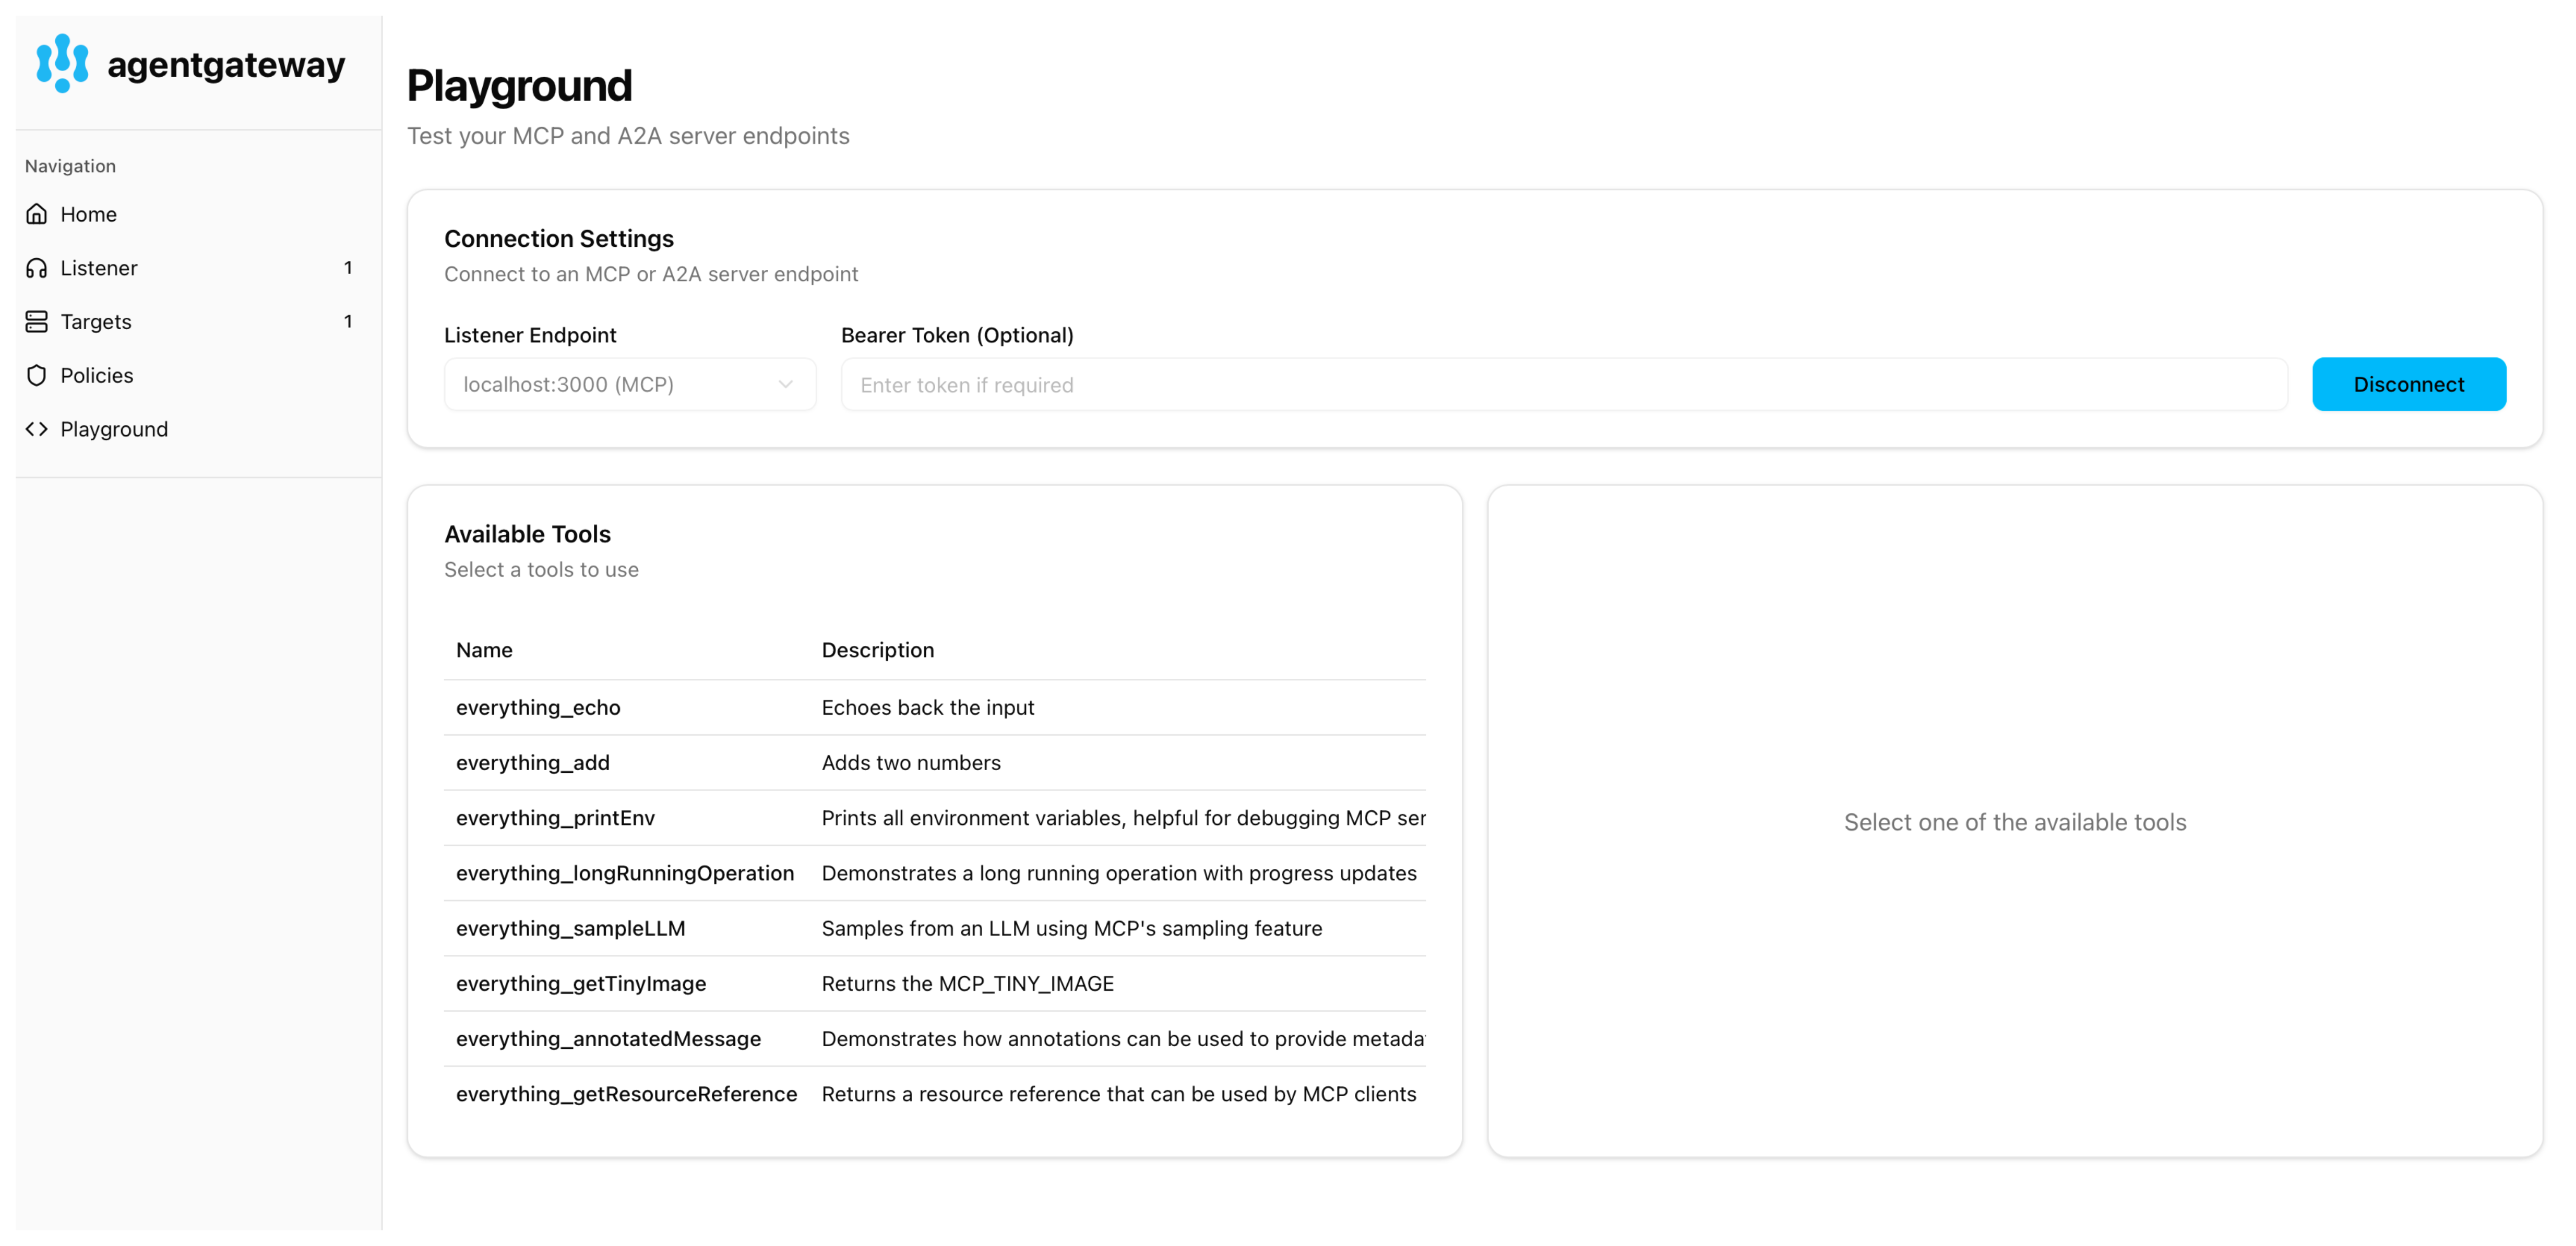 agentgateway
Navigation
Home
Listener 1
Targets 1
Policies
Playground
Playground
Test your MCP and A2A server endpoints
Connection Settings
Connect to an MCP or A2A server endpoint
Listener Endpoint
localhost:3000 (MCP)
Bearer Token (Optional)
Enter token if required
Disconnect
Available Tools
Select a tools to use
Name Description
everything_echo Echoes back the input
everything_add Adds two numbers
everything_printEnv Prints all environment variables, helpful for debugging MCP ser
everything_longRunningOperation Demonstrates a long running operation with progress updates
everything_sampleLLM Samples from an LLM using MCP's sampling feature
everything_getTinyImage Returns the MCP_TINY_IMAGE
everything_annotatedMessage Demonstrates how annotations can be used to provide metada
everything_getResourceReference Returns a resource reference that can be used by MCP clients
Select one of the available tools